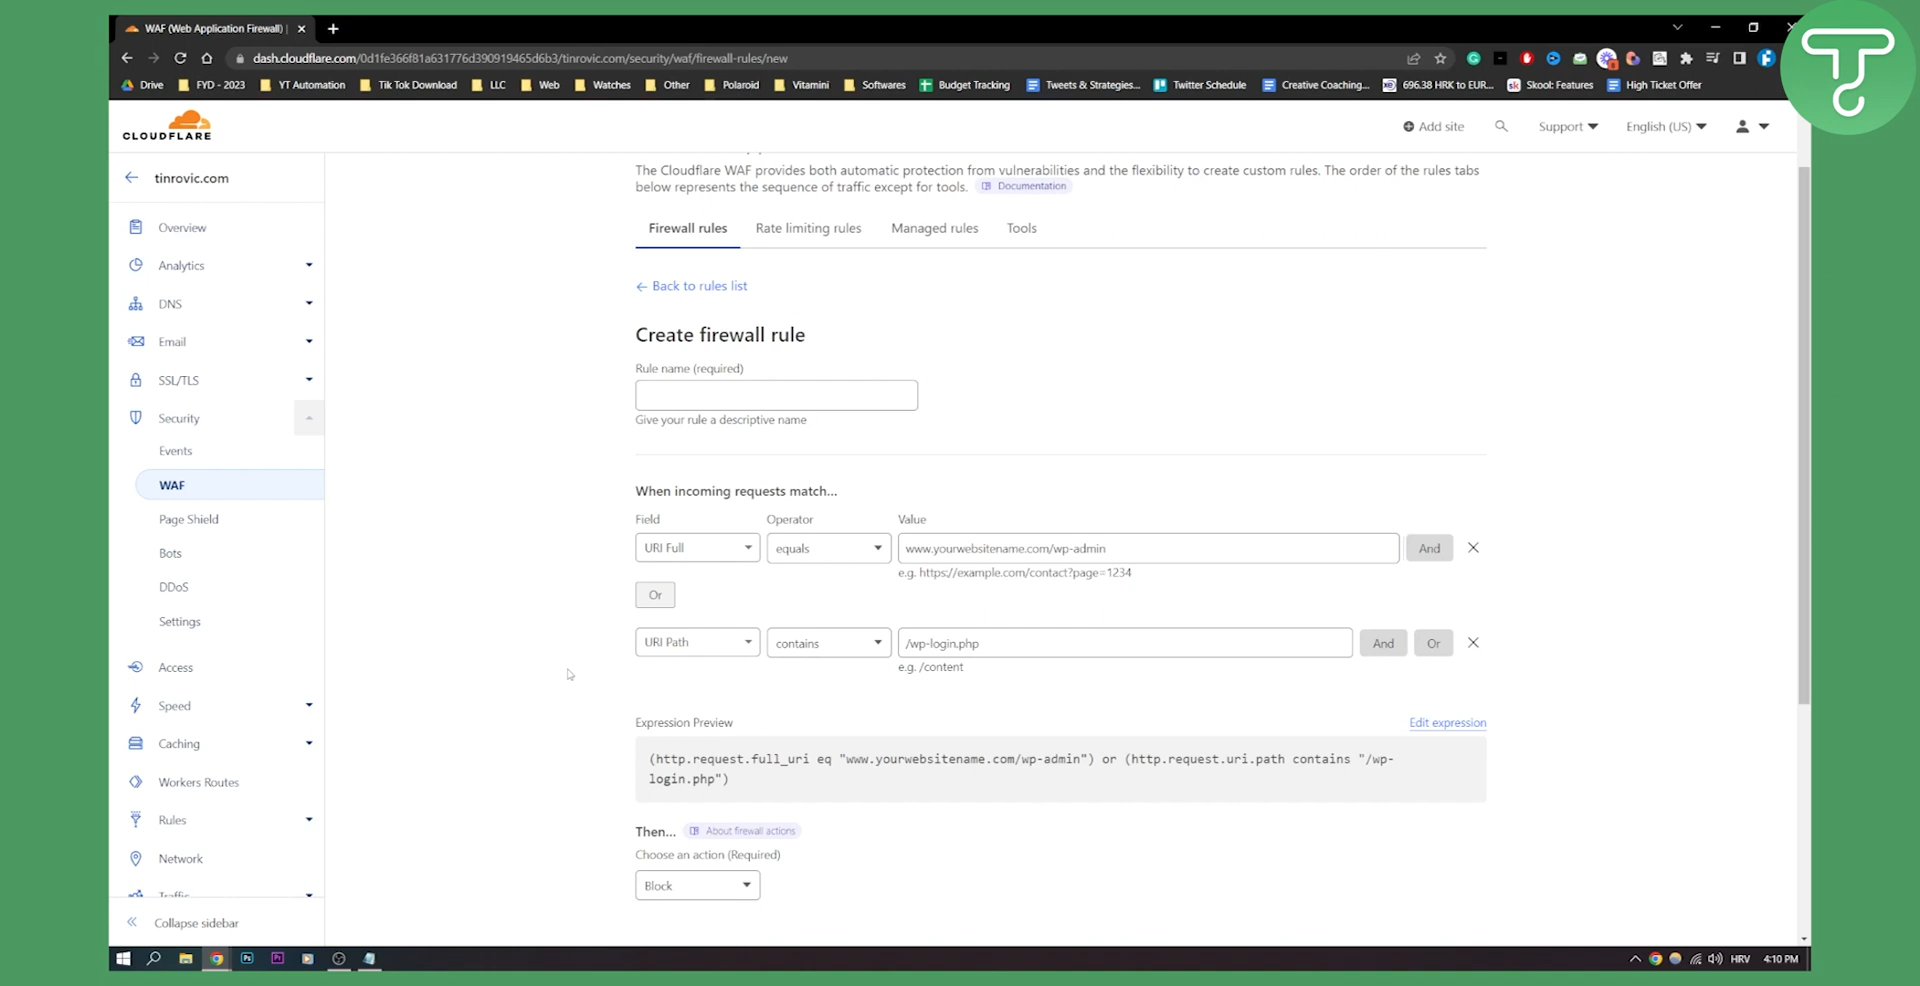 WAF (Web Application Firewall) |
dash.cloudflare.com/0d1fe366f81a631776d390919465d6b3/tinrovic.com/security/waf/firewall-rules/new
Drive FYD - 2023 YT Automation Tik Tok Download LLC Web Watches Other Polaroid Vitamini Softwares Budget Tracking Tweets & Strategies... Twitter Schedule Creative Coaching... 696.38 HRK to EUR... Skool: Features High Ticket Offer
CLOUDFLARE
Add site Support English (US)
tinrovic.com
Overview
Analytics
DNS
Email
SSL/TLS
Security
Events
WAF
Page Shield
Bots
DDoS
Settings
Access
Speed
Caching
Workers Routes
Rules
Network
Traffic
Collapse sidebar
The Cloudflare WAF provides both automatic protection from vulnerabilities and the flexibility to create custom rules. The order of the rules tabs
below represents the sequence of traffic except for tools. Documentation
Firewall rules Rate limiting rules Managed rules Tools
Back to rules list
Create firewall rule
Rule name (required)
Give your rule a descriptive name
When incoming requests match...
Field Operator Value
URI Full equals www.yourwebsitename.com/wp-admin And
e.g. https://example.com/contact?page=1234
Or
URI Path contains /wp-login.php And Or
e.g. /content
Expression Preview Edit expression
(http.request.full_uri eq "www.yourwebsitename.com/wp-admin") or (http.request.uri.path contains "/wp-
login.php")
Then... About firewall actions
Choose an action (Required)
Block
Ps Pr HRV 4:10 PM